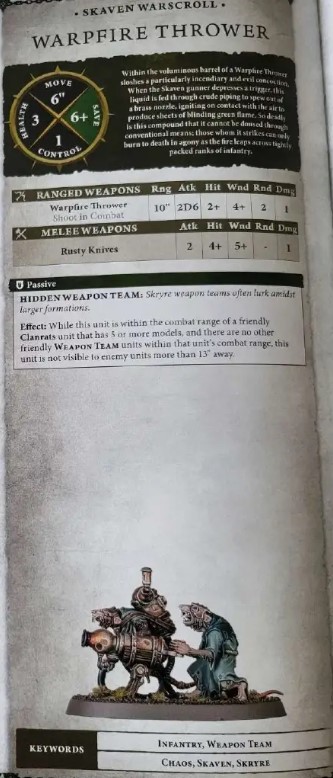 • SKAVEN WARSCROLL •
WARPFIRE THROWER
MOVE
6"
HEALTH
3
6+
SAVE
1
CONTROL
Within the voluminous barrel of a Warpfire Thrower
sloshes a particularly incendiary and evil concoction.
When the Skaven gunner depresses a trigger, this
liquid is fed through crude piping to spew out of
a brass nozzle, igniting on contact with the air to
produce sheets of blinding green flame. So deadly
is this compound that it cannot be doused through
conventional means; those whom it strikes can only
burn to death in agony as the fire leaps across tightly
packed ranks of infantry.
RANGED WEAPONS Rng Atk Hit Wnd Rnd Dmg
Warpfire Thrower 10" 2D6 2+ 4+ 2 1
Shoot in Combat
MELEE WEAPONS Atk Hit Wnd Rnd Dmg
Rusty Knives 2 4+ 5+ - 1
Passive
HIDDEN WEAPON TEAM: Skryre weapon teams often lurk amidst
larger formations.
Effect: While this unit is within the combat range of a friendly
Clanrats unit that has 5 or more models, and there are no other
friendly WEAPON TEAM units within that unit's combat range, this
unit is not visible to enemy units more than 13" away.
KEYWORDS
INFANTRY, WEAPON TEAM
CHAOS, SKAVEN, SKRYRE